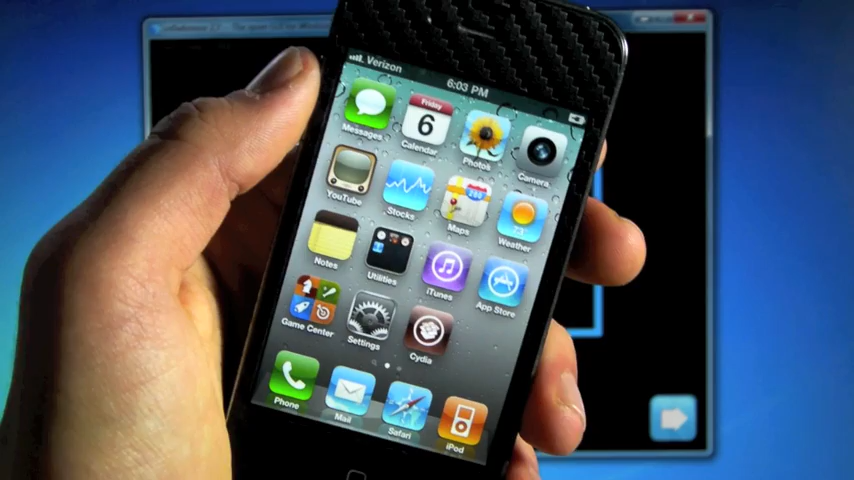 Verizon
6:03 PM
Messages
Friday
6
Calendar
Photos
Camera
YouTube
Stocks
Maps
73°
Weather
Notes
Utilities
iTunes
App Store
Game Center
Settings
Cydia
Phone
Mail
Safari
iPod